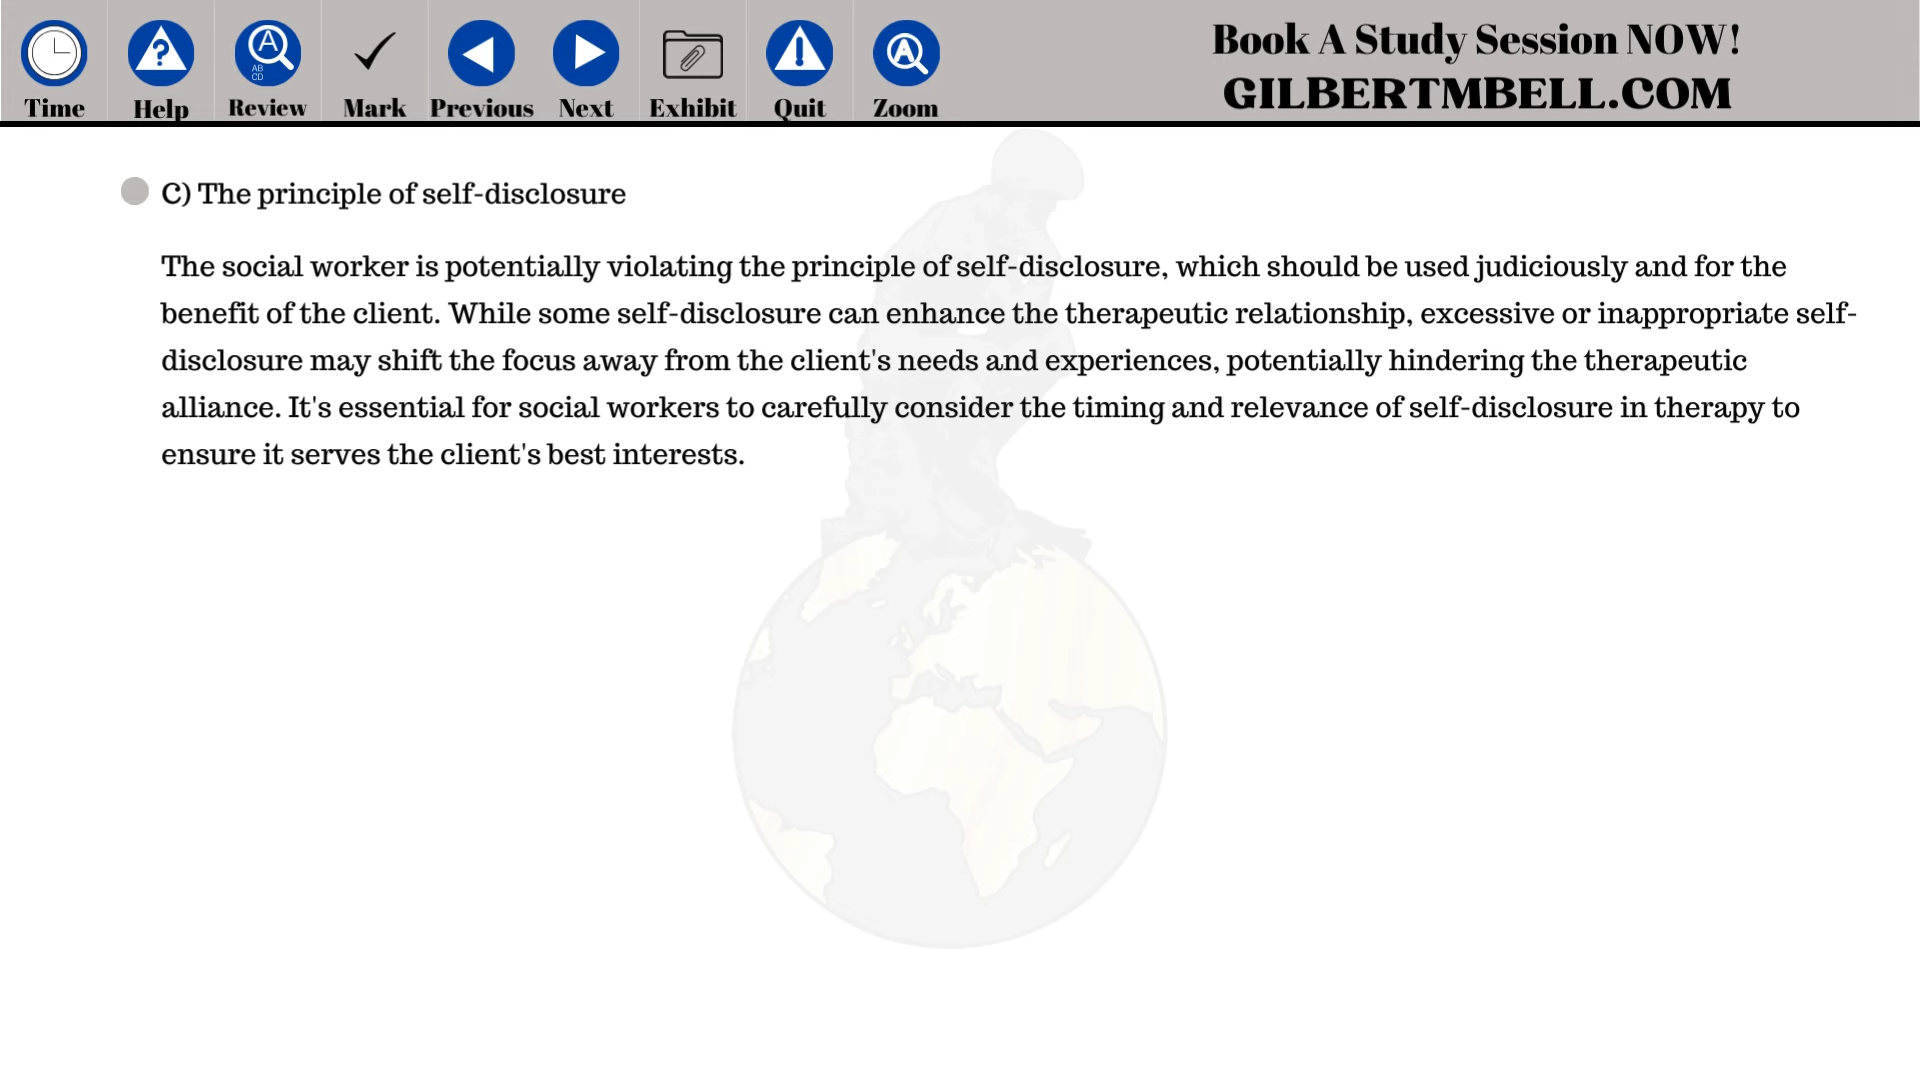 Book A Study Session NOW!
GILBERTMBELL.COM
A
AB
CD
?
!
A
Time
Help
Review
Mark
Previous
Next
Exhibit
Quit
Zoom
C) The principle of self-disclosure
The social worker is potentially violating the principle of self-disclosure, which should be used judiciously and for the
benefit of the client. While some self-disclosure can enhance the therapeutic relationship, excessive or inappropriate self-
disclosure may shift the focus away from the client's needs and experiences, potentially hindering the therapeutic
alliance. It's essential for social workers to carefully consider the timing and relevance of self-disclosure in therapy to
ensure it serves the client's best interests.